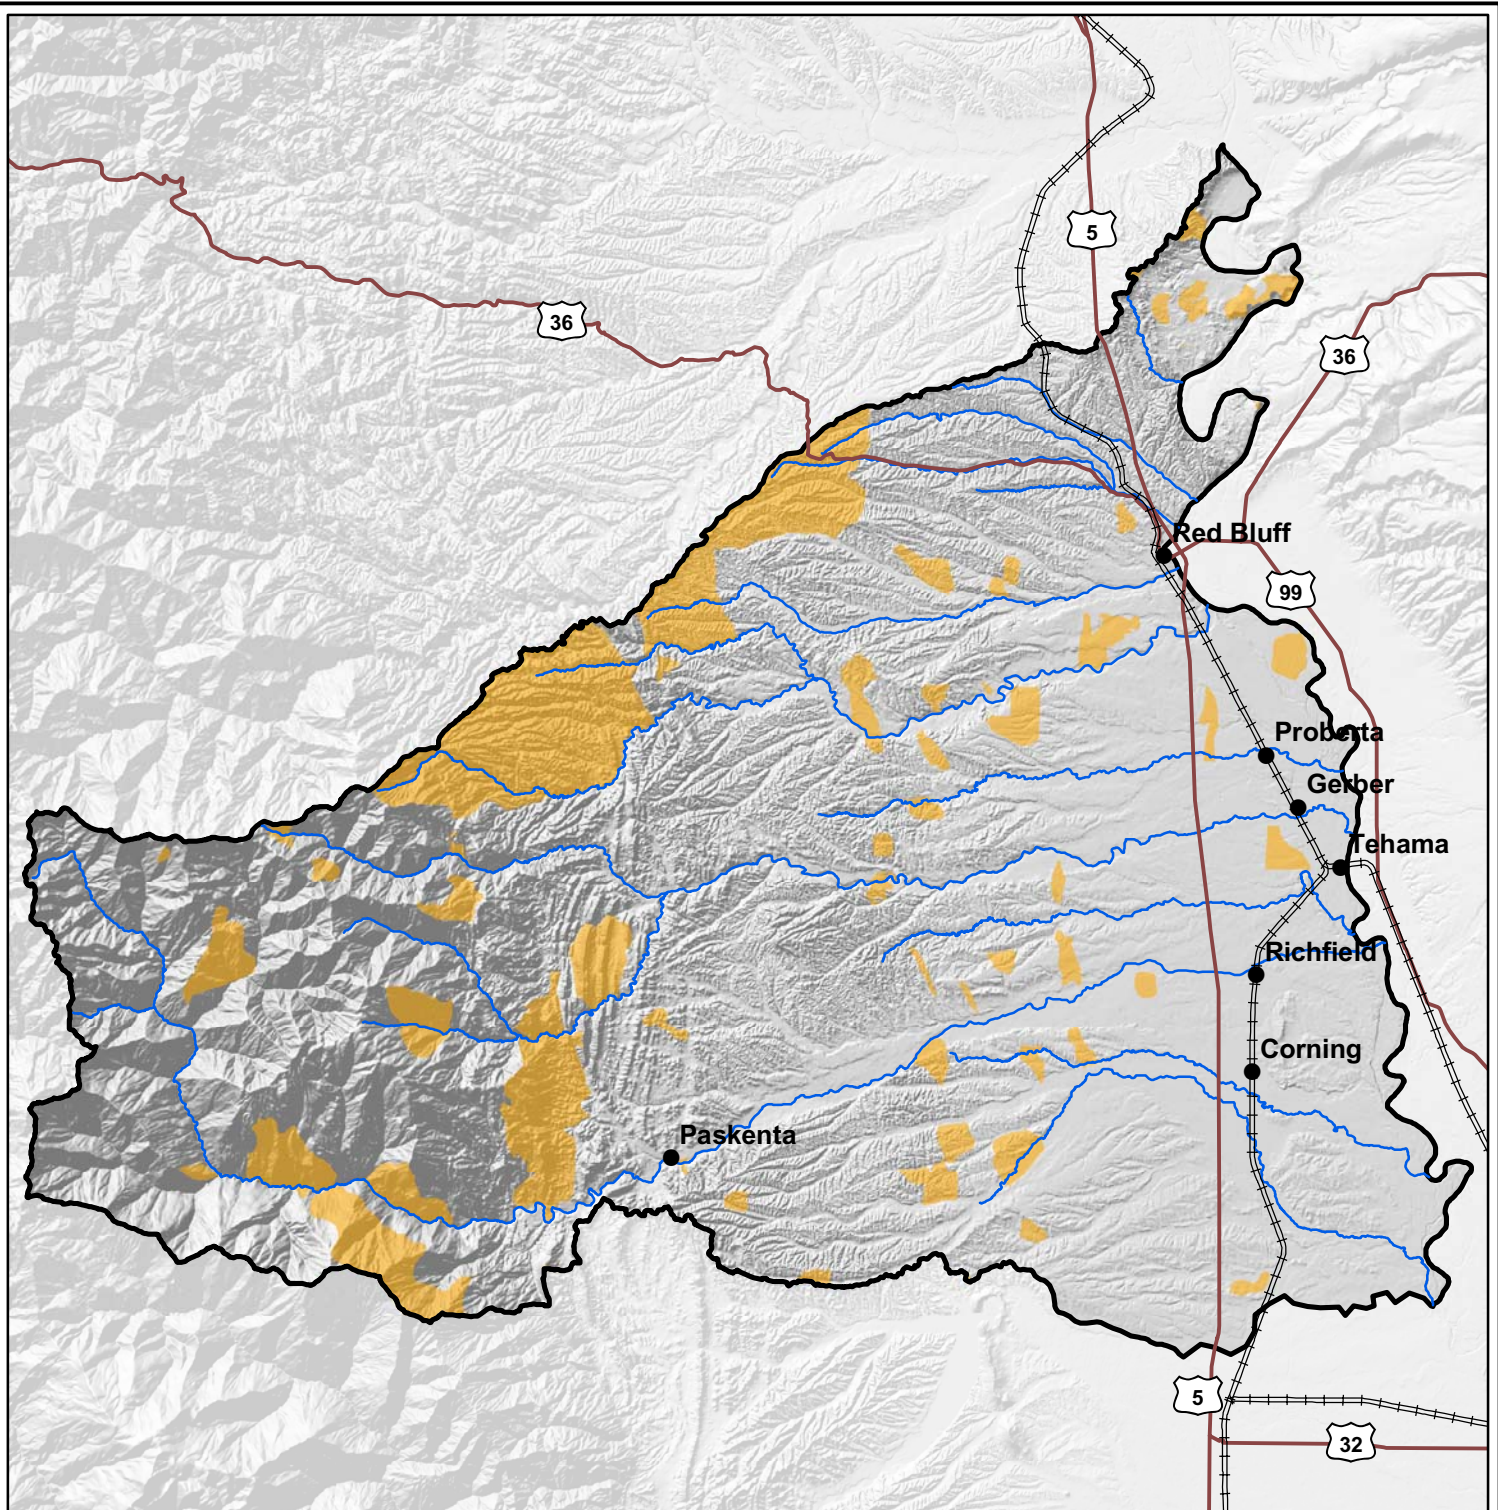 5
36
36
Red Bluff
99
Proberta
Gerber
Tehama
Richfield
Corning
Paskenta
5
32